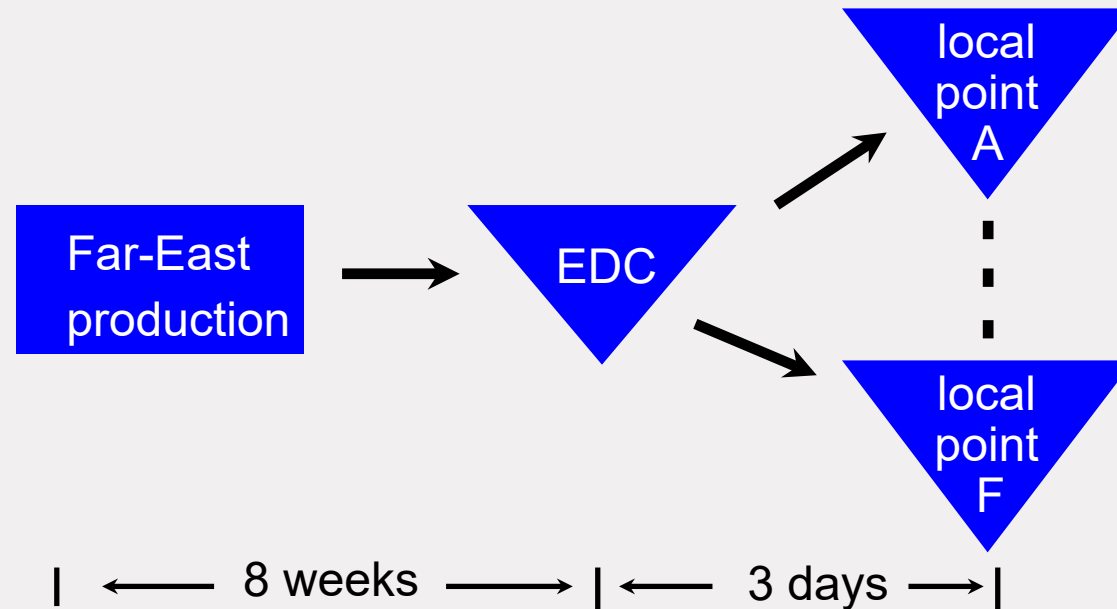 local
point
A
Far-East
production
EDC
local
point
F
8 weeks
3 days